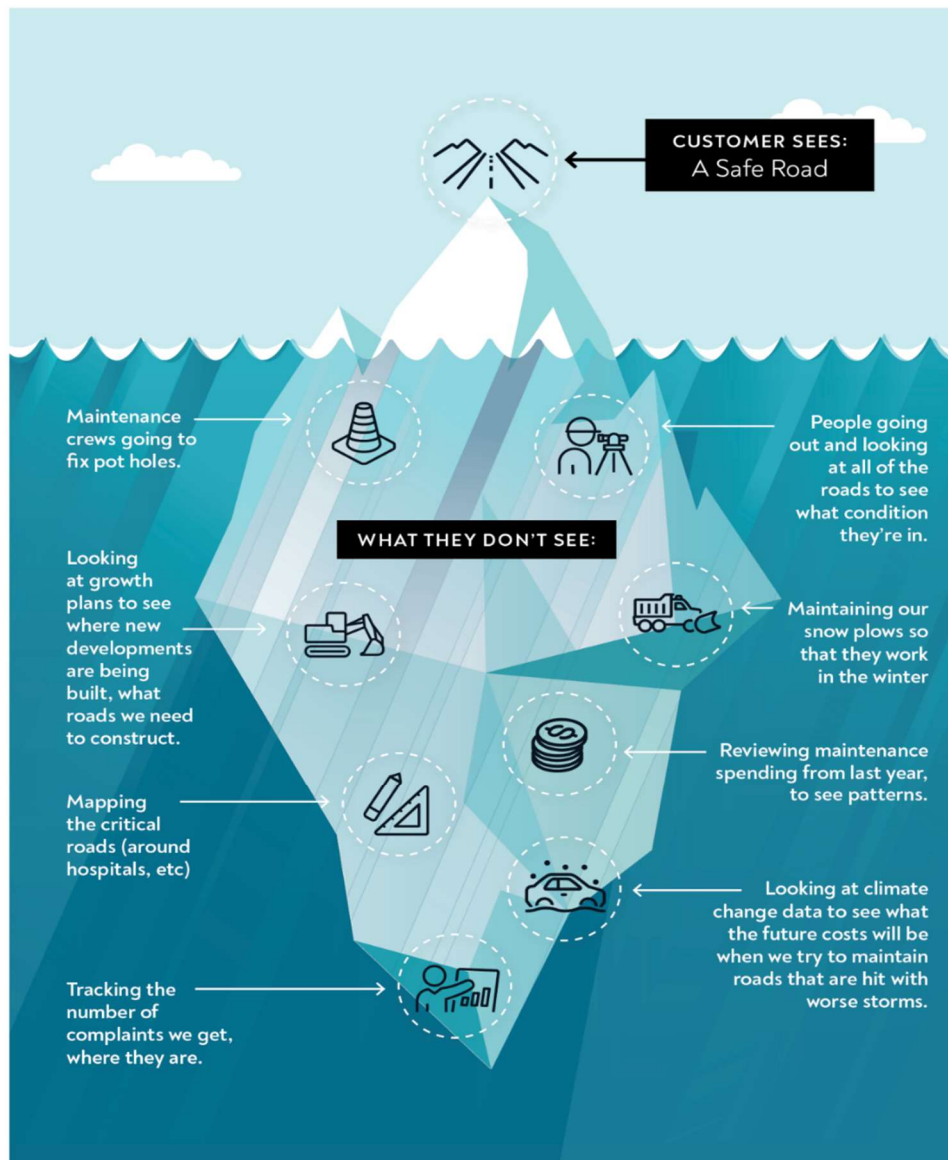 CUSTOMER SEES:
A Safe Road
Maintenance
crews going to
fix pot holes.
People going
out and looking
at all of the
roads to see
what condition
they're in.
WHAT THEY DON'T SEE:
Looking
at growth
plans to see
where new
developments
are being
built, what
roads we need
to construct.
Maintaining our
snow plows so
that they work
in the winter
Reviewing maintenance
spending from last year,
to see patterns.
Mapping
the critical
roads (around
hospitals, etc)
Looking at climate
change data to see what
the future costs will be
when we try to maintain
roads that are hit with
worse storms.
Tracking the
number of
complaints we get,
where they are.